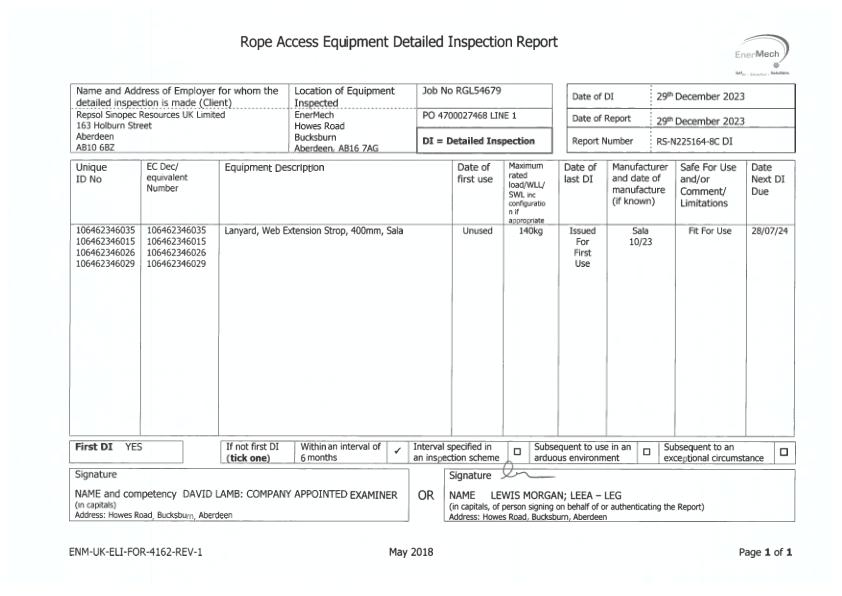 Rope Access Equipment Detailed Inspection Report
EnerMech
Name and Address of Employer for whom the detailed inspection is made (Client)
Repsol Sinopec Resources UK Limited
163 Holburn Street
Aberdeen
AB10 6BZ
Location of Equipment Inspected
EnerMech
Howes Road
Bucksburn
Aberdeen, AB16 7AG
Job No RGL54679
PO 4700027468 LINE 1
DI = Detailed Inspection
Date of DI 29th December 2023
Date of Report 29th December 2023
Report Number RS-N225164-8C DI
Unique ID No
EC Dec/ equivalent Number
Equipment Description
Date of first use
Maximum rated load/WLL/ SWL inc configuratio n if appropriate
Date of last DI
Manufacturer and date of manufacture (if known)
Safe For Use and/or Comment/ Limitations
Date Next DI Due
106462346035 106462346035 Lanyard, Web Extension Strop, 400mm, Sala Unused 140kg Issued Sala Fit For Use 28/07/24
106462346015 106462346015 For 10/23
106462346026 106462346026 First
106462346029 106462346029 Use
First DI YES
If not first DI (tick one)
Within an interval of 6 months ✓
Interval specified in an inspection scheme ☐
Subsequent to use in an arduous environment ☐
Subsequent to an exceptional circumstance ☐
Signature
NAME and competency DAVID LAMB: COMPANY APPOINTED EXAMINER
(in capitals)
Address: Howes Road, Bucksburn, Aberdeen
OR
Signature
NAME LEWIS MORGAN; LEEA – LEG
(in capitals, of person signing on behalf of or authenticating the Report)
Address: Howes Road, Bucksburn, Aberdeen
ENM-UK-ELI-FOR-4162-REV-1 May 2018 Page 1 of 1